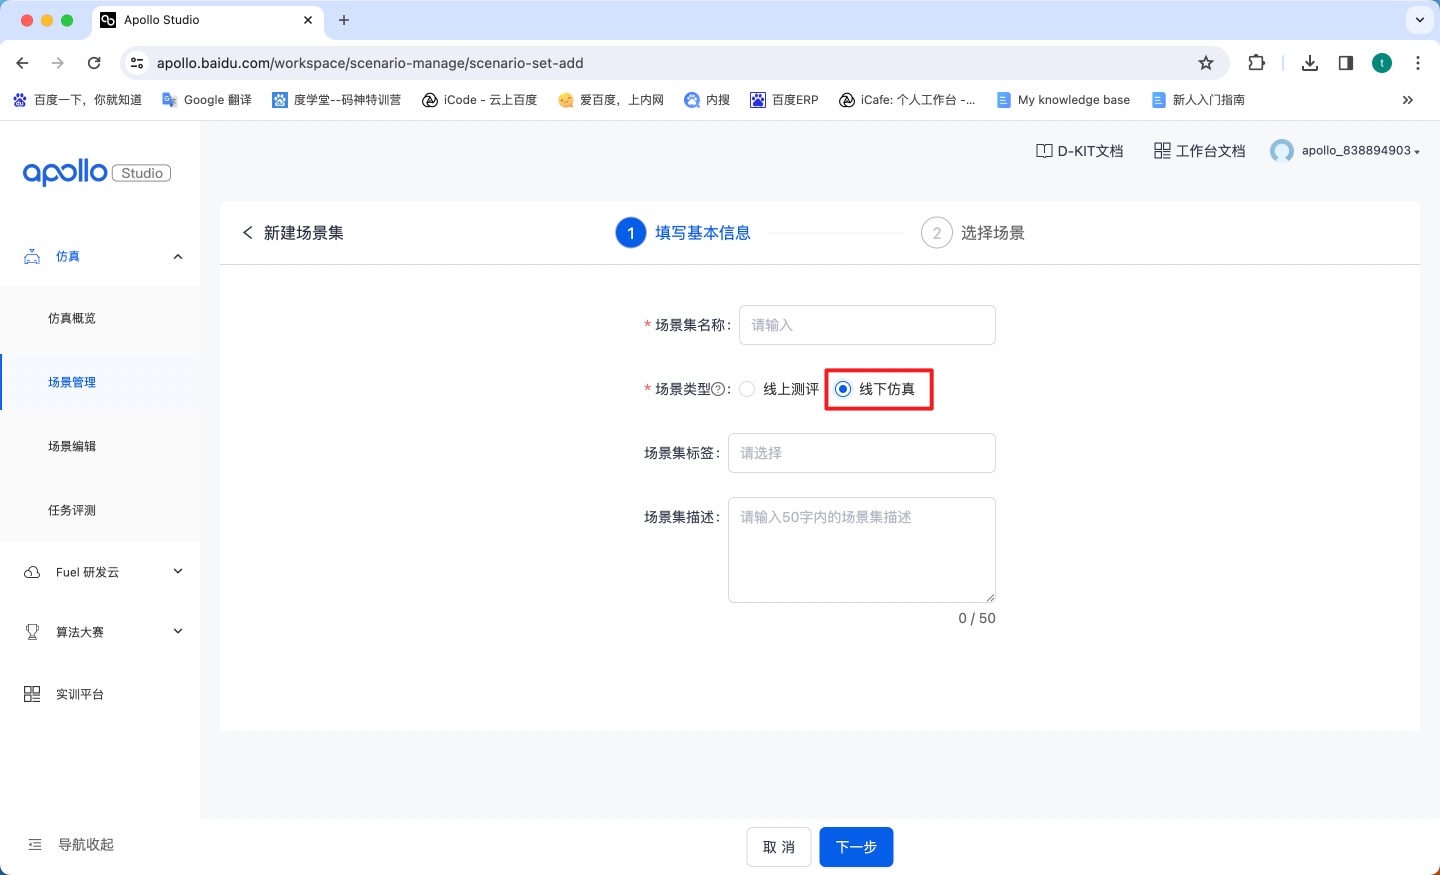 Apollo Studio
apollo.baidu.com/workspace/scenario-manage/scenario-set-add
t
百度一下，你就知道 Google 翻译 度学堂--码神特训营 iCode - 云上百度 爱百度，上内网 内搜 百度ERP iCafe: 个人工作台 -... My knowledge base 新人入门指南
D-KIT文档 工作台文档 apollo_838894903
apollo Studio
新建场景集 1 填写基本信息 2 选择场景
仿真
仿真概览
场景管理
场景编辑
任务评测
Fuel 研发云
算法大赛
实训平台
导航收起
* 场景集名称： 请输入
* 场景类型?： 线上测评 线下仿真
场景集标签： 请选择
场景集描述： 请输入50字内的场景集描述
0 / 50
取 消 下一步